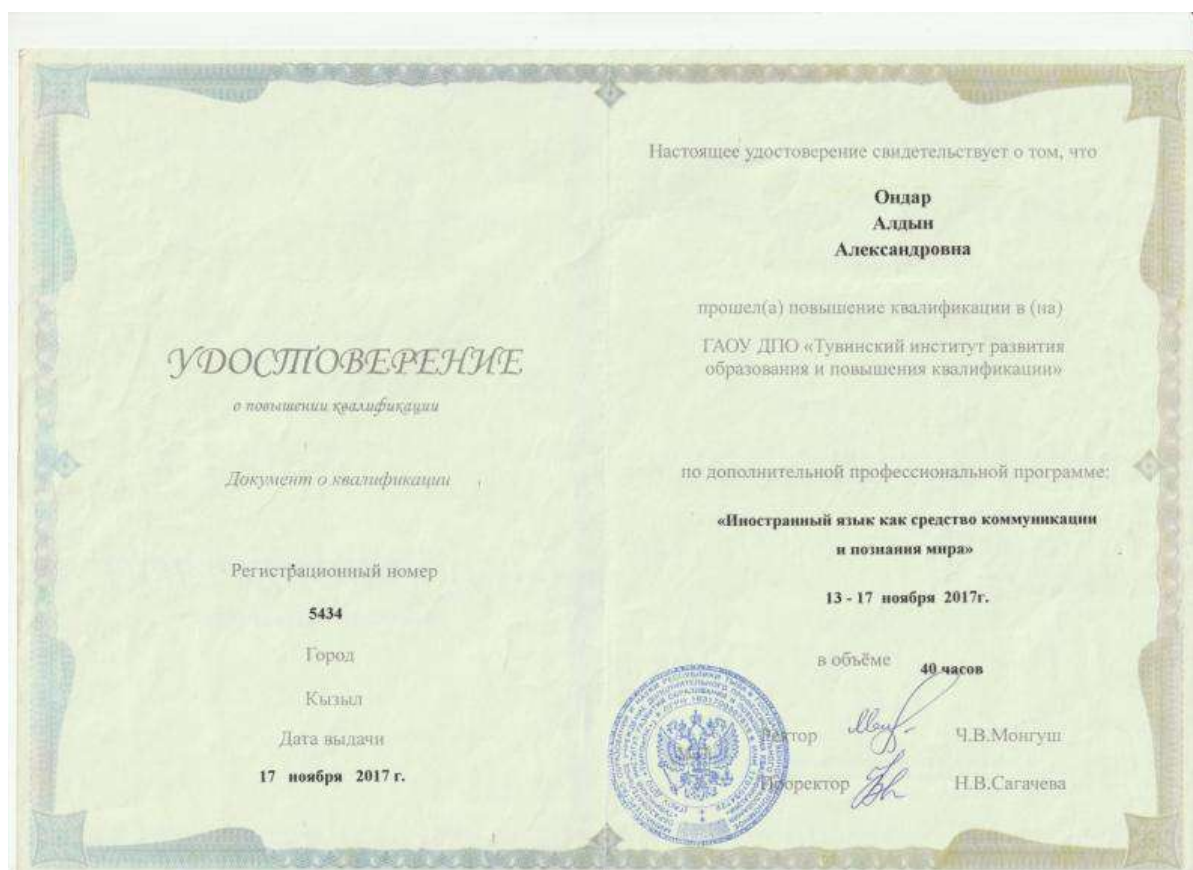 УДОСТОВЕРЕНИЕ
о повышении квалификации
Документ о квалификации
Регистрационный номер
5434
Город
Кызыл
Дата выдачи
17 ноября 2017 г.
Настоящее удостоверение свидетельствует о том, что
Ондар
Алдын
Александровна
прошел(а) повышение квалификации в (на)
ГАОУ ДПО «Тувинский институт развития
образования и повышения квалификации»
по дополнительной профессиональной программе:
«Иностранный язык как средство коммуникации
и познания мира»
13 - 17 ноября 2017г.
в объёме 40 часов
Ректор Ч.В.Монгуш
Проректор Н.В.Сагачева